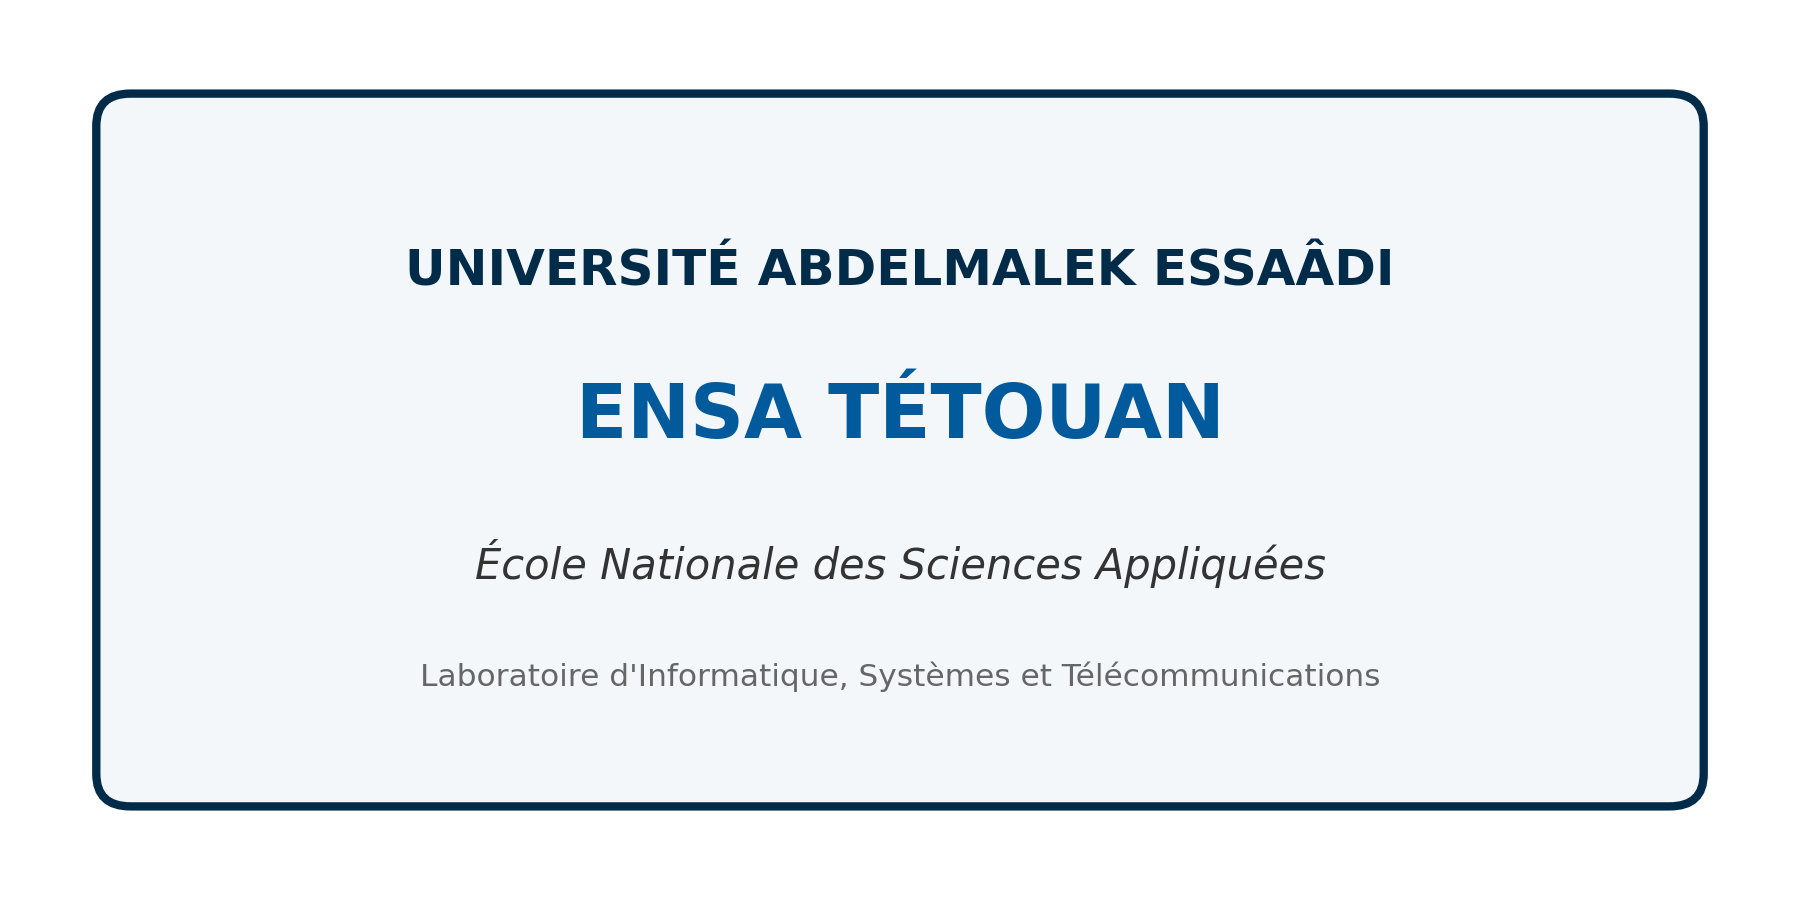 UNIVERSITÉ ABDELMALEK ESSAÂDI
ENSA TÉTOUAN
École Nationale des Sciences Appliquées
Laboratoire d'Informatique, Systèmes et Télécommunications